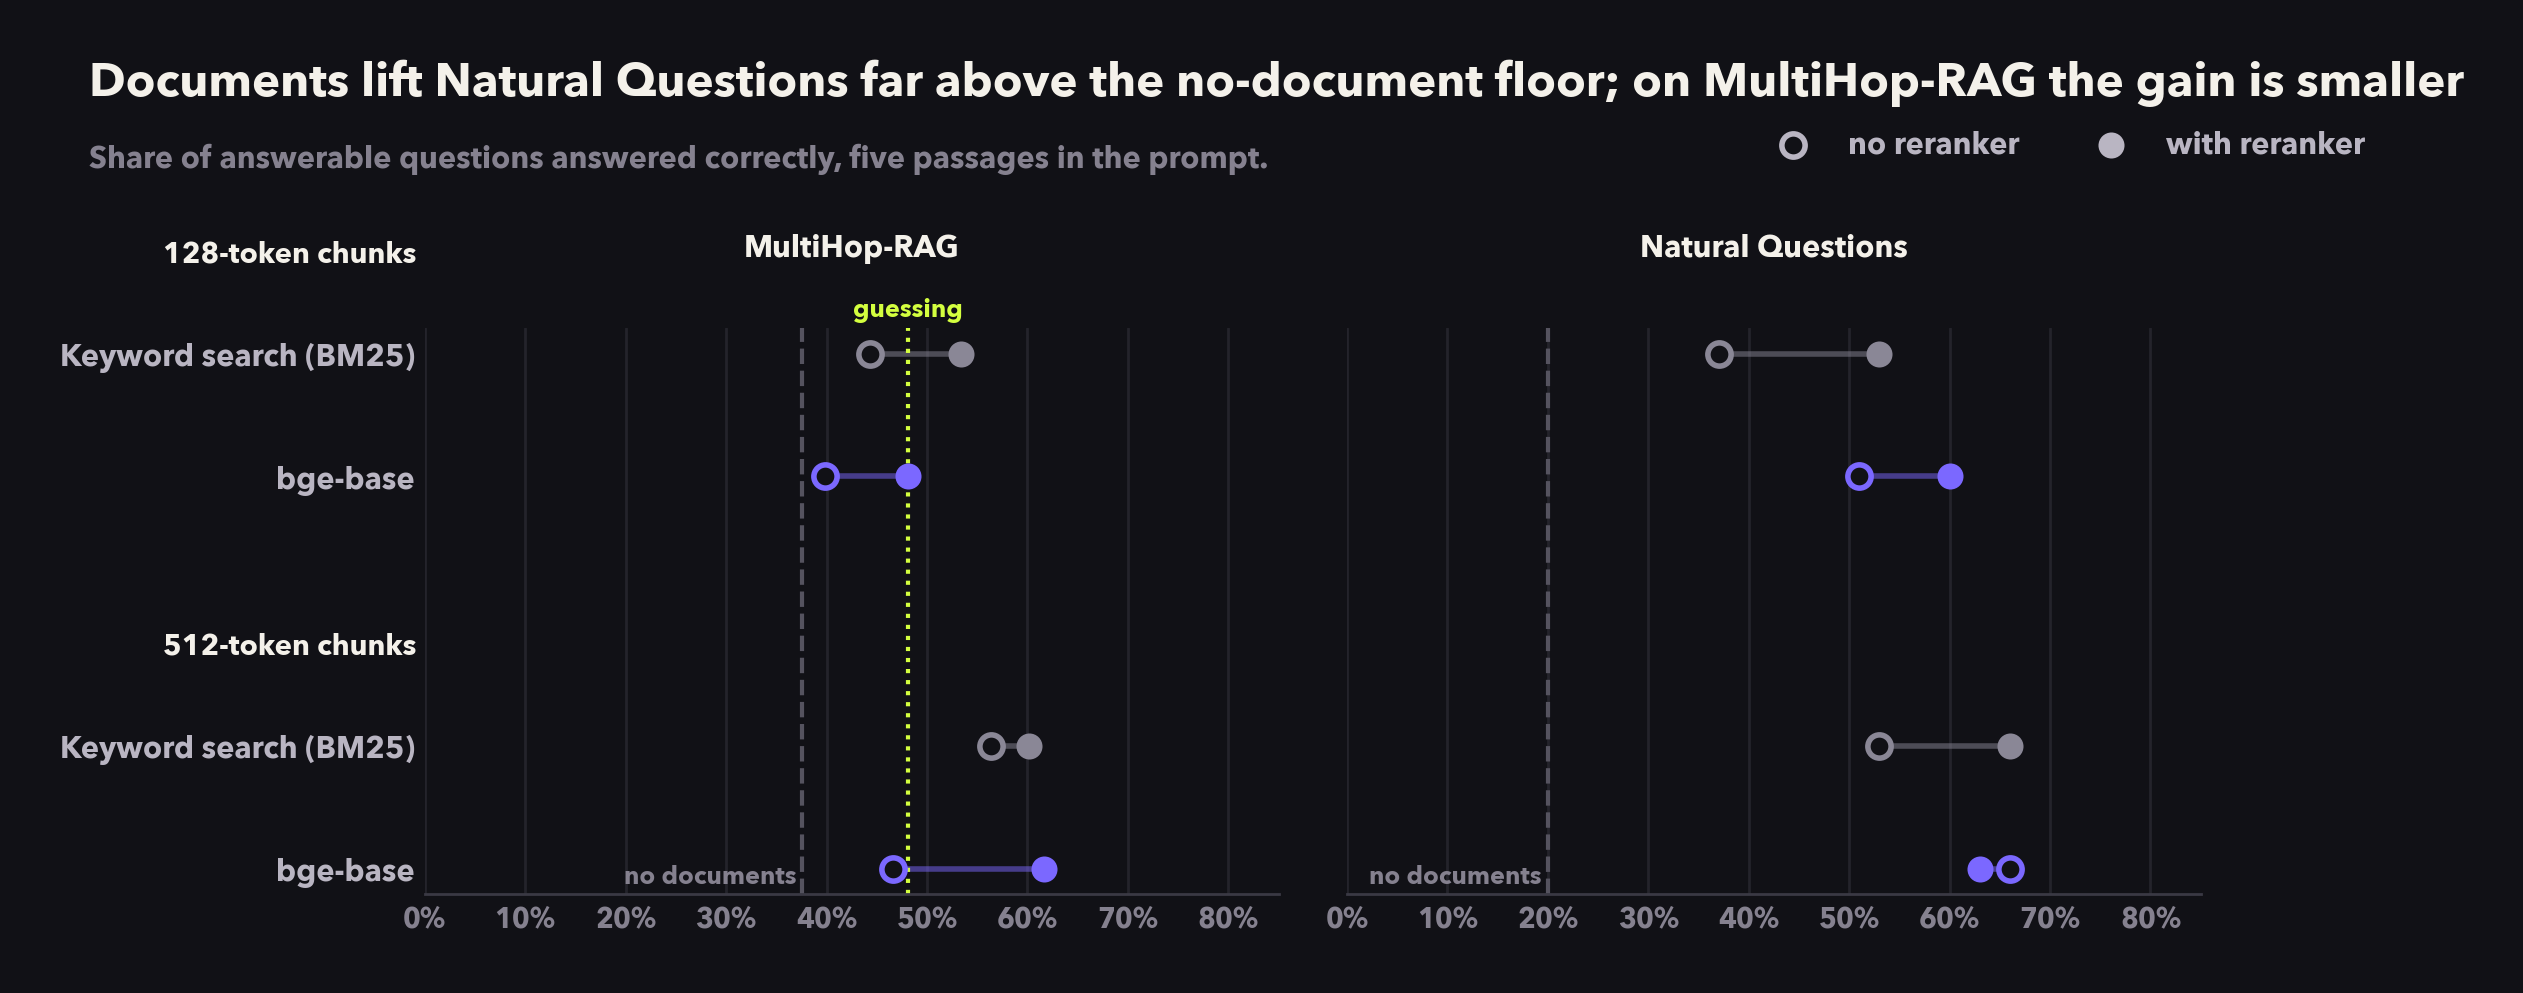 Documents lift Natural Questions far above the no-document floor; on MultiHop-RAG the gain is smaller
Share of answerable questions answered correctly, five passages in the prompt.
no reranker
with reranker
128-token chunks
MultiHop-RAG
Natural Questions
guessing
Keyword search (BM25)
bge-base
512-token chunks
Keyword search (BM25)
bge-base
no documents
no documents
0% 10% 20% 30% 40% 50% 60% 70% 80%
0% 10% 20% 30% 40% 50% 60% 70% 80%